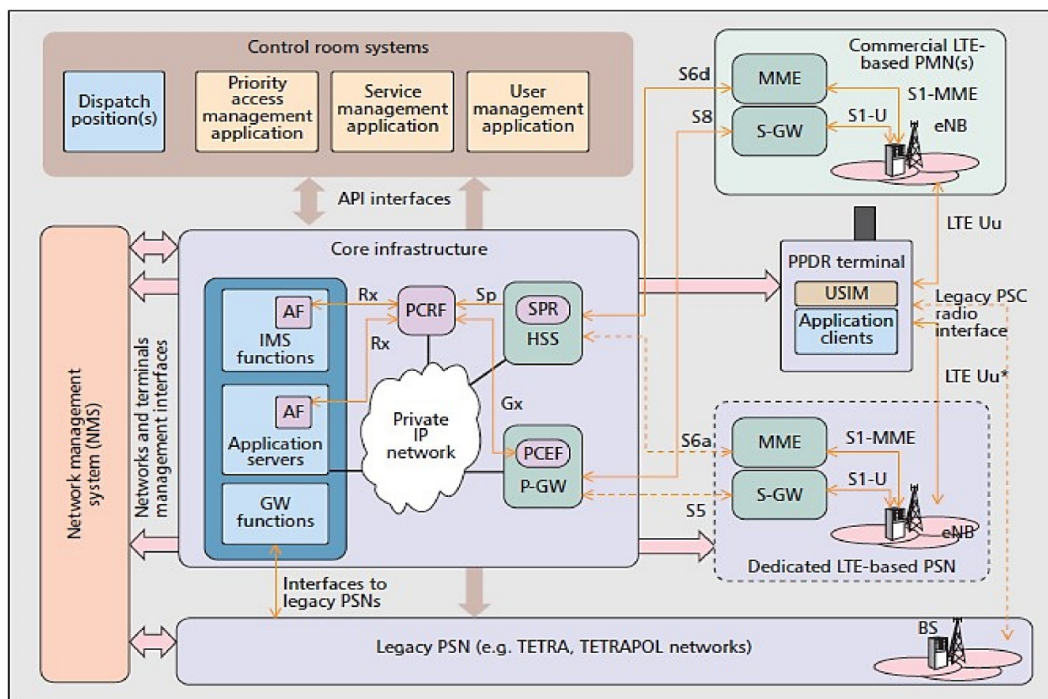 Control room systems
Dispatch
position(s)
Priority
access
management
application
Service
management
application
User
management
application
API interfaces
Commercial LTE-
based PMN(s)
S6d
MME
S1-MME
S8
S-GW
S1-U
eNB
LTE Uu
Network management
system (NMS)
Networks and terminals
management interfaces
Core infrastructure
AF
IMS
functions
Rx
Rx
PCRF
Sp
SPR
HSS
AF
Application
servers
Private
IP
network
Gx
PCEF
P-GW
GW
functions
Interfaces to
legacy PSNs
PPDR terminal
USIM
Application
clients
Legacy PSC
radio
interface
LTE Uu*
S6a
MME
S1-MME
S-GW
S1-U
S5
eNB
Dedicated LTE-based PSN
Legacy PSN (e.g. TETRA, TETRAPOL networks)
BS